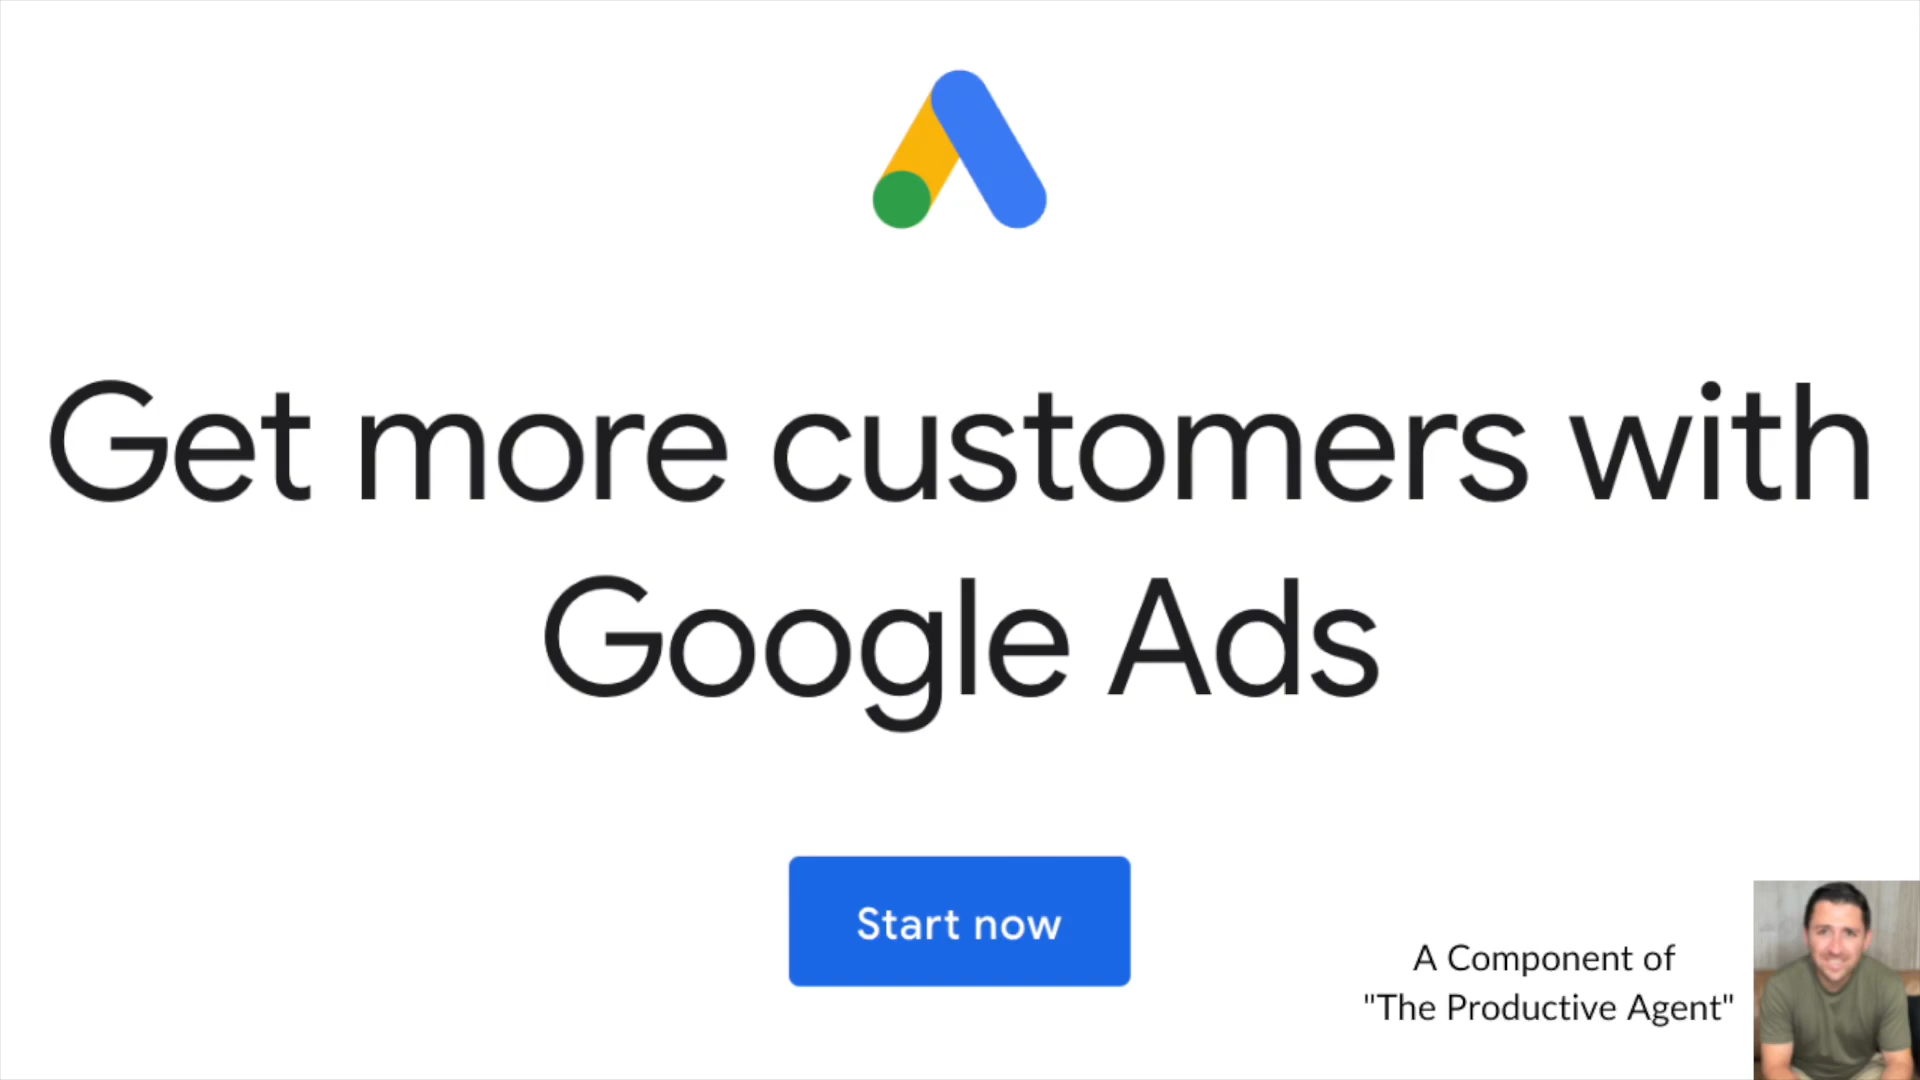 Get more customers with
Google Ads
Start now
A Component of
"The Productive Agent"